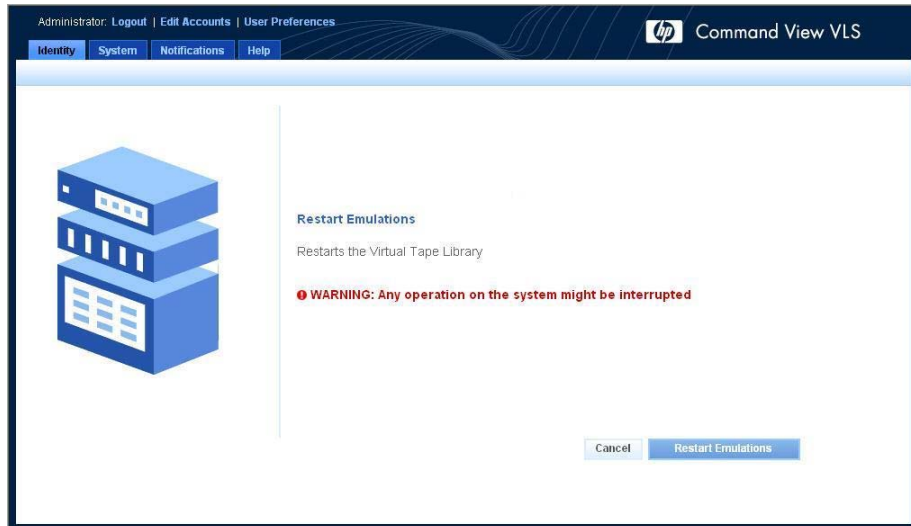 Administrator: Logout | Edit Accounts | User Preferences
hp Command View VLS
Identity System Notifications Help
Restart Emulations
Restarts the Virtual Tape Library
WARNING: Any operation on the system might be interrupted
Cancel Restart Emulations